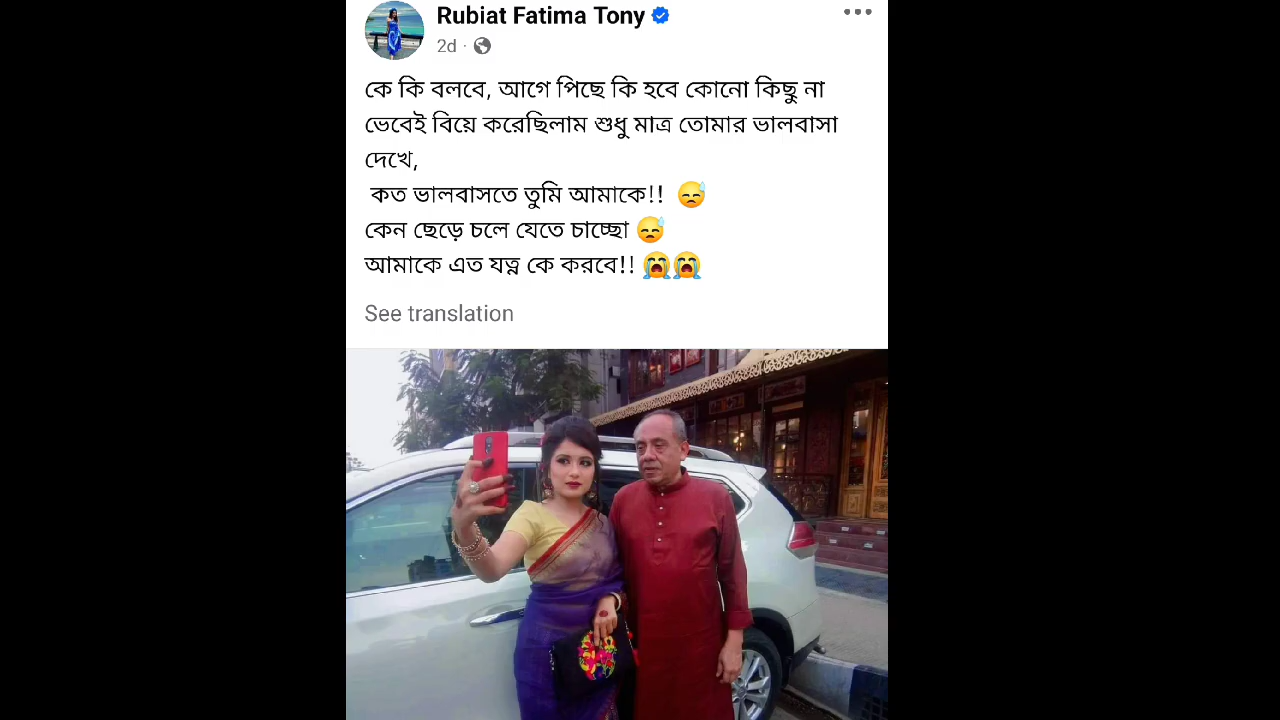 Rubiat Fatima Tony
2d ·
কে কি বলবে, আগে পিছে কি হবে কোনো কিছু না
ভেবেই বিয়ে করেছিলাম শুধু মাত্র তোমার ভালবাসা
দেখে,
কত ভালবাসতে তুমি আমাকে!! 😓
কেন ছেড়ে চলে যেতে চাচ্ছো 😓
আমাকে এত যত্ন কে করবে!! 😭😭
See translation